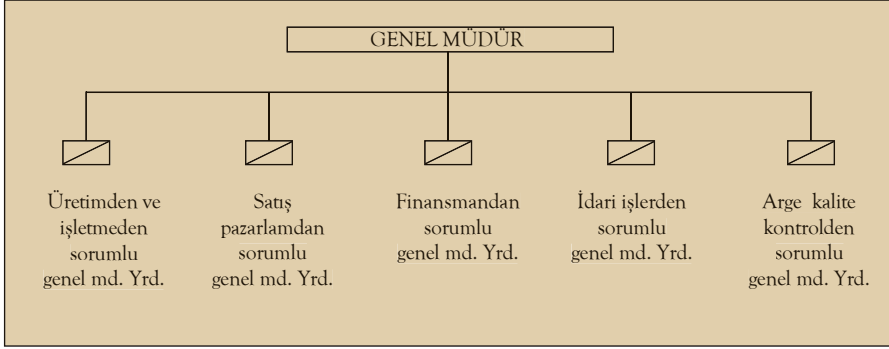 GENEL MÜDÜR
Üretimden ve
işletmeden
sorumlu
genel md. Yrd.
Satış
pazarlamdan
sorumlu
genel md. Yrd.
Finansmandan
sorumlu
genel md. Yrd.
İdari işlerden
sorumlu
genel md. Yrd.
Arge kalite
kontrolden
sorumlu
genel md. Yrd.